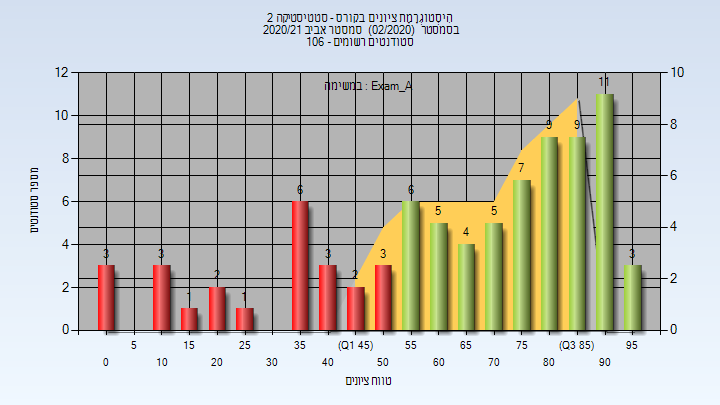 הִיסְטוֹגְרָמַת ציונים בקורס - סטטיסטיקה 2
בסמסטר (02/2020) סמסטר אביב 2020/21
סטודנטים רשומים - 106
במשימה : Exam_A
מספר סטודנטים
12 10 8 6 4 2 0
10 8 6 4 2 0
3 3 1 2 1 6 3 2 3 6 5 4 5 7 9 9 11 3
5 15 25 35 (Q1 45) 55 65 75 (Q3 85) 95
0 10 20 30 40 50 60 70 80 90
טווח ציונים